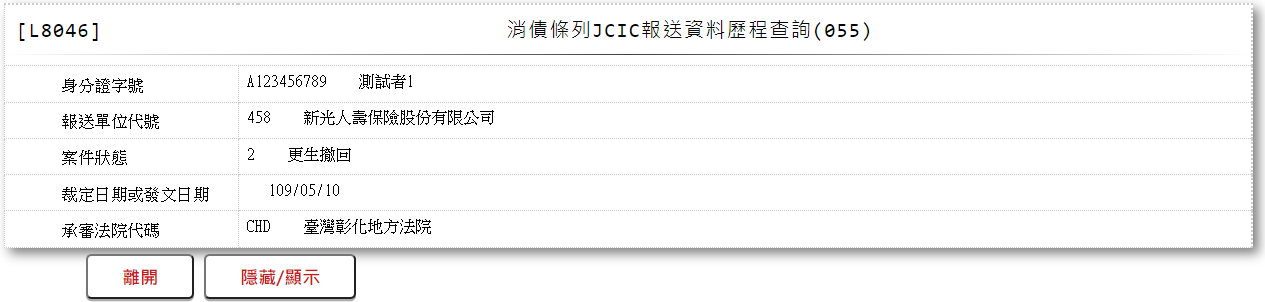 [L8046] 消債條列JCIC報送資料歷程查詢(055)
身分證字號 A123456789 測試者1
報送單位代號 458 新光人壽保險股份有限公司
案件狀態 2 更生撤回
裁定日期或發文日期 109/05/10
承審法院代碼 CHD 臺灣彰化地方法院
離開 隱藏/顯示